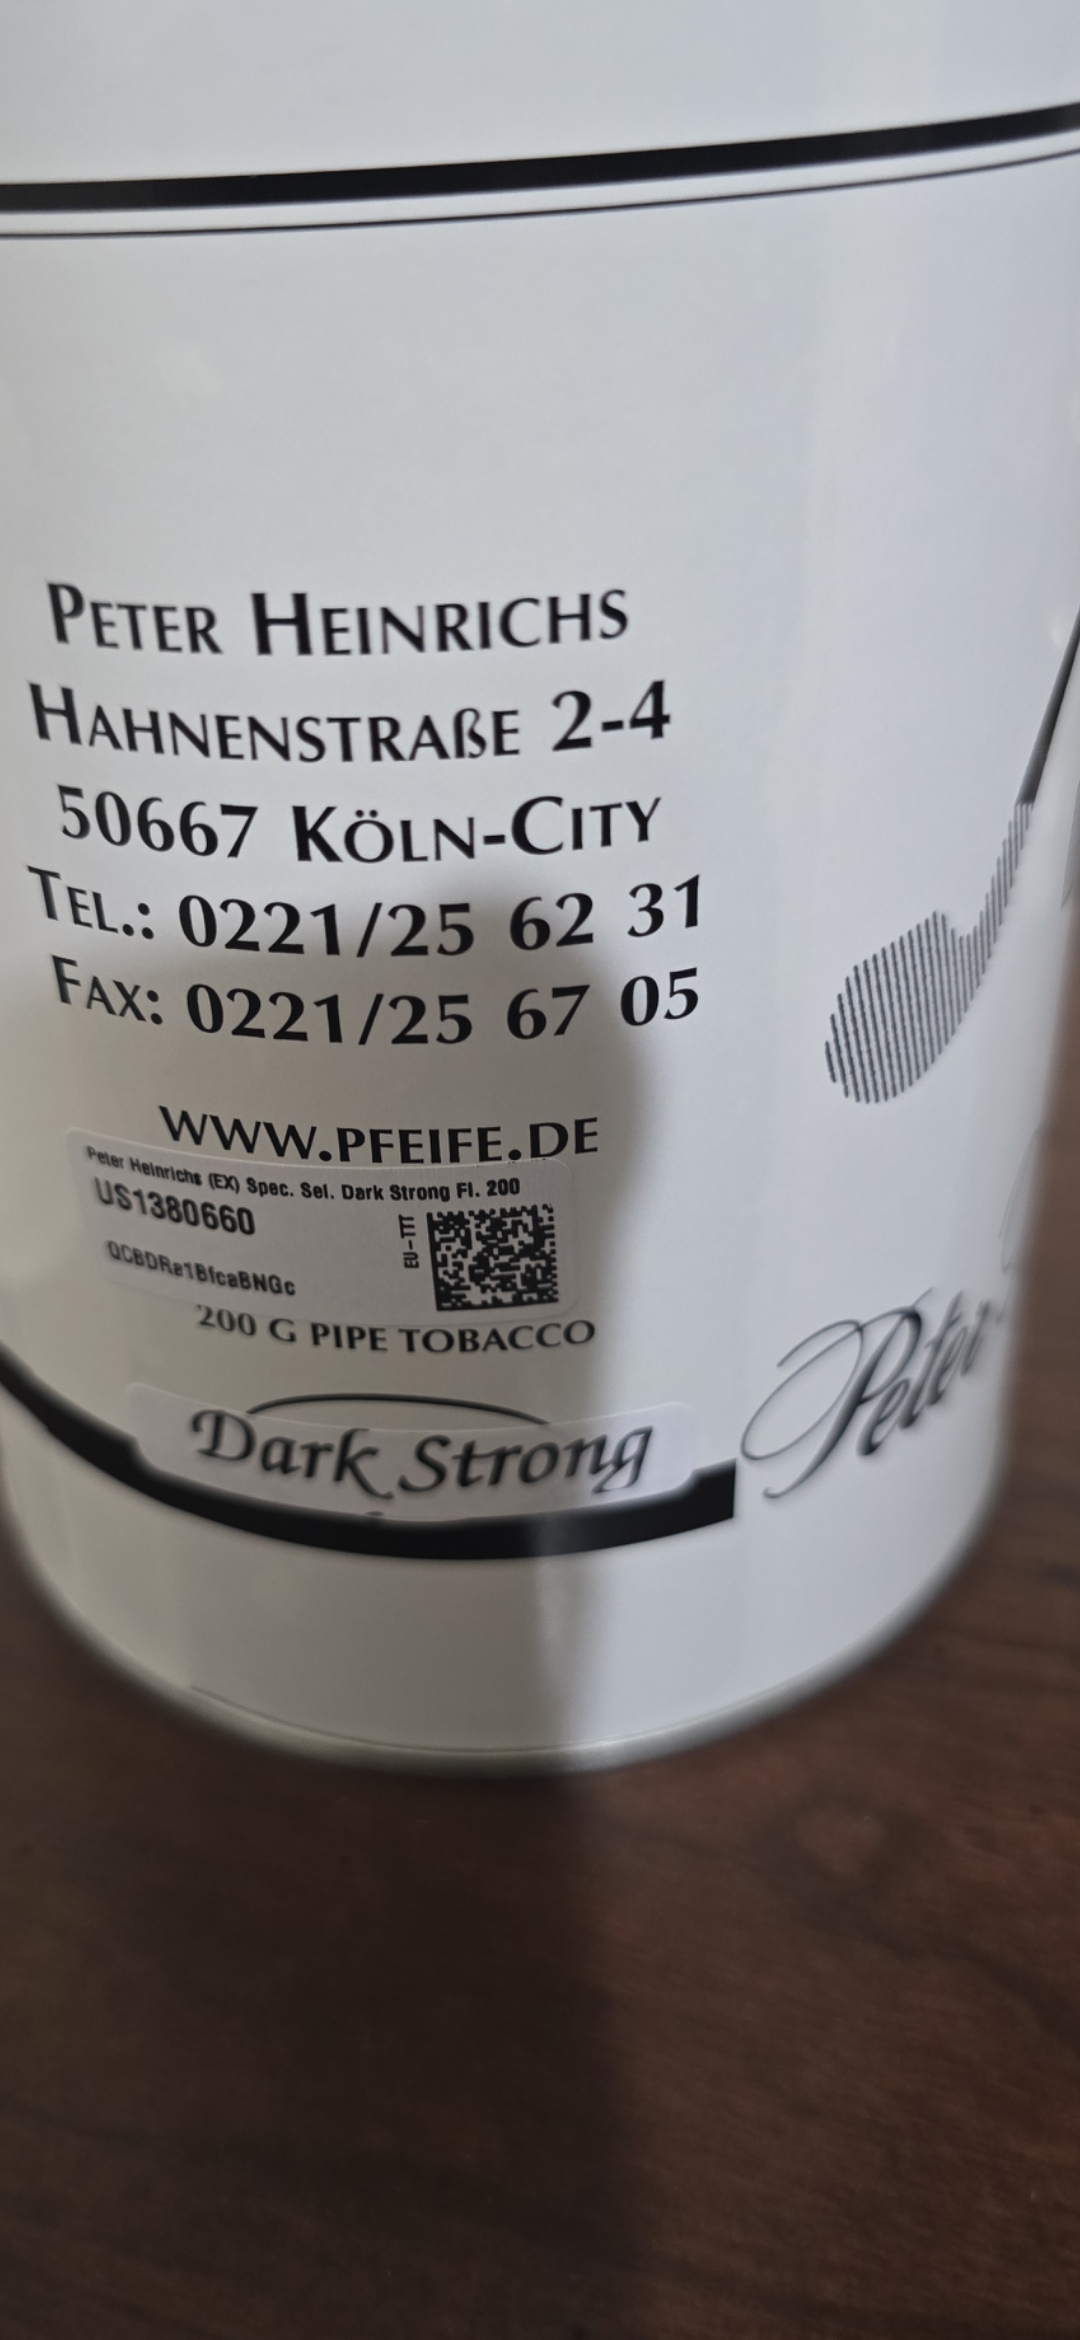 PETER HEINRICHS
HAHNENSTRAßE 2-4
50667 KÖLN-CITY
TEL.: 0221/25 62 31
FAX: 0221/25 67 05
WWW.PFEIFE.DE
Peter Heinrichs (EX) Spec. Sel. Dark Strong Fl. 200
US1380660
EU-TTT
QCBDRa1BfcaBNGc
200 G PIPE TOBACCO
Dark Strong
Peter